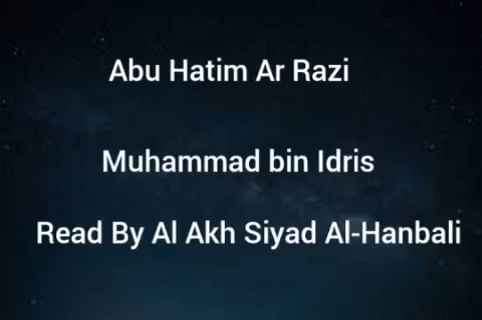 Abu Hatim Ar Razi
Muhammad bin Idris
Read By Al Akh Siyad Al-Hanbali